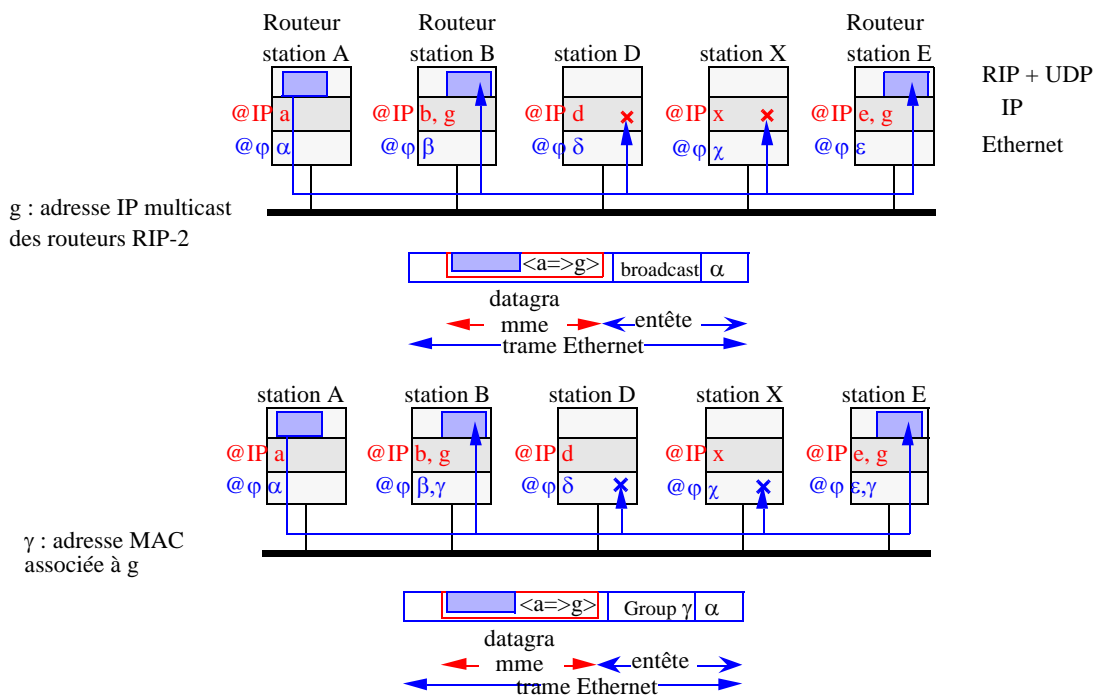 Routeur Routeur Routeur
station A station B station D station X station E
RIP + UDP
@IP a @IP b, g @IP d @IP x @IP e, g IP
@φ α @φ β @φ δ @φ χ @φ ε Ethernet
g : adresse IP multicast
des routeurs RIP-2
<a=>g> broadcast α
datagra
mme entête
trame Ethernet
station A station B station D station X station E
@IP a @IP b, g @IP d @IP x @IP e, g
@φ α @φ β,γ @φ δ @φ χ @φ ε,γ
γ : adresse MAC
associée à g
<a=>g> Group γ α
datagra
mme entête
trame Ethernet